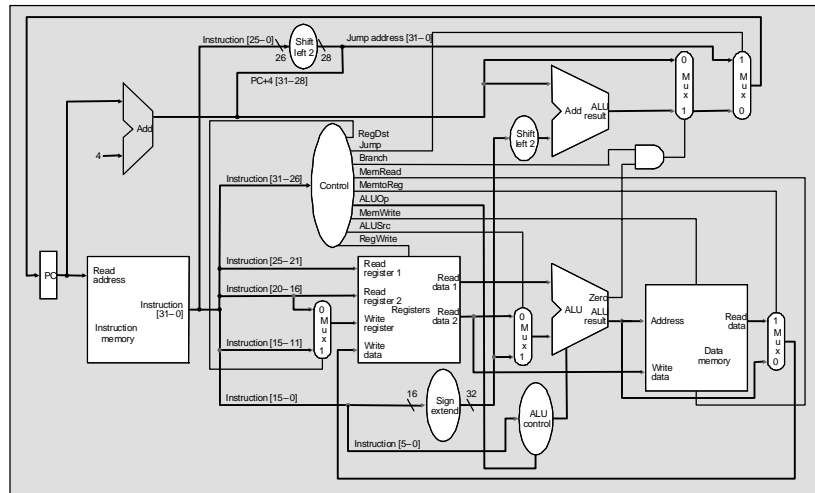 Instruction [25–0]
26
Shift
left 2
28
Jump address [31–0]
PC+4 [31–28]
Add
4
0
M
u
x
1
1
M
u
x
0
Add
ALU
result
Shift
left 2
RegDst
Jump
Branch
MemRead
MemtoReg
ALUOp
MemWrite
ALUSrc
RegWrite
Control
Instruction [31–26]
PC
Read
address
Instruction
[31–0]
Instruction
memory
Instruction [25–21]
Instruction [20–16]
Instruction [15–11]
Instruction [15–0]
Instruction [5–0]
0
M
u
x
1
Read
register 1
Read
register 2
Write
register
Write
data
Registers
Read
data 1
Read
data 2
0
M
u
x
1
Zero
ALU
ALU
result
Address
Read
data
Write
data
Data
memory
1
M
u
x
0
16
Sign
extend
32
ALU
control